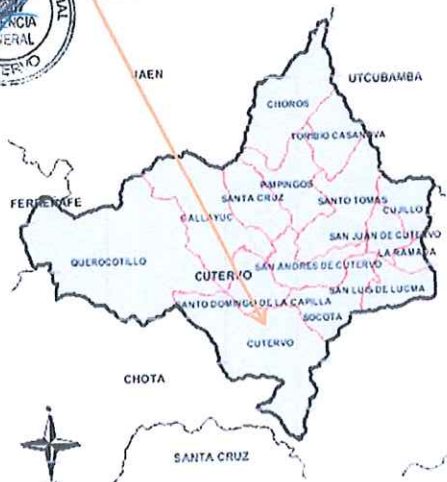 ENCIA
ERAL
JAEN
UTCUBAMBA
CHOROS
TORIBIO CASANOVA
PIMPINGOS
FERREÑAFE
SANTA CRUZ
SANTO TOMAS
CUJILLO
CALLAYUC
SAN JUAN DE CUTERVO
LA RAMADA
QUEROCOTILLO
CUTERVO
SAN ANDRES DE CUTERVO
SAN LUIS DE LUCMA
SANTO DOMINGO DE LA CAPILLA
SOCOTA
CUTERVO
CHOTA
SANTA CRUZ